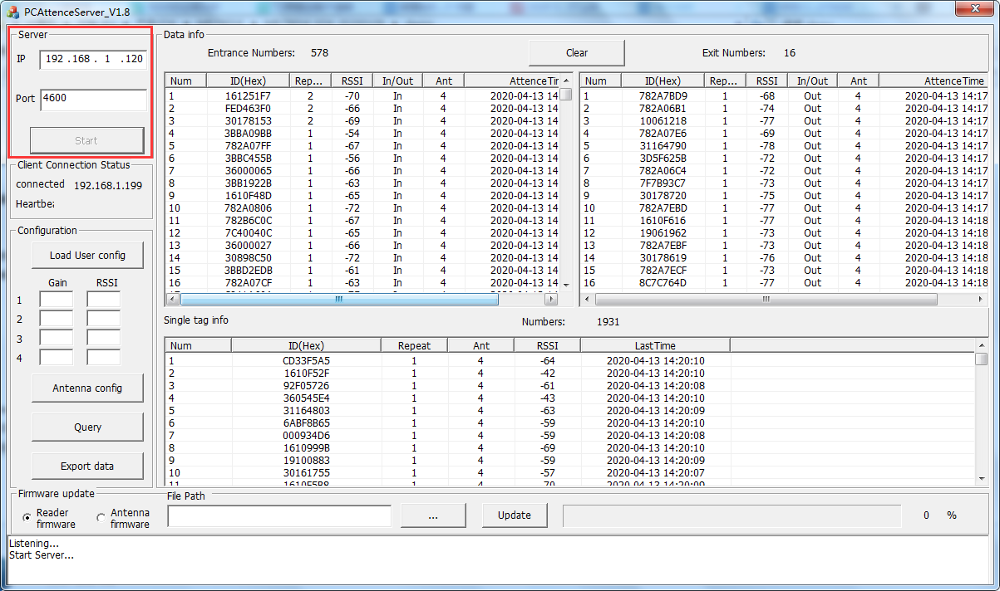 PCAttenceServer_V1.8
Server
IP 192 .168 . 1 .120
Port 4600
Start
Client Connection Status
connected 192.168.1.199
Heartbe
Configuration
Load User config
Gain RSSI
1
2
3
4
Antenna config
Query
Export data
Data info
Entrance Numbers: 578
Clear
Exit Numbers: 16
Num ID(Hex) Rep... RSSI In/Out Ant AttenceTir
1 161251F7 2 -70 In 4 2020-04-13 14
2 FED463F0 2 -66 In 4 2020-04-13 14
3 30178153 2 -69 In 4 2020-04-13 14
4 3BBA09BB 1 -54 In 4 2020-04-13 14
5 782A07FF 1 -67 In 4 2020-04-13 14
6 3BBC455B 1 -56 In 4 2020-04-13 14
7 36000065 1 -66 In 4 2020-04-13 14
8 3BB1922B 1 -63 In 4 2020-04-13 14
9 1610F48D 1 -65 In 4 2020-04-13 14
10 782A0806 1 -72 In 4 2020-04-13 14
11 782B6C0C 1 -67 In 4 2020-04-13 14
12 7C40040C 1 -65 In 4 2020-04-13 14
13 36000027 1 -66 In 4 2020-04-13 14
14 30898C50 1 -72 In 4 2020-04-13 14
15 3BBD2EDB 1 -61 In 4 2020-04-13 14
16 782A07CF 1 -63 In 4 2020-04-13 14
Num ID(Hex) Rep... RSSI In/Out Ant AttenceTime
1 782A7BD9 1 -68 Out 4 2020-04-13 14:17
2 782A06B1 1 -74 Out 4 2020-04-13 14:17
3 10061218 1 -77 Out 4 2020-04-13 14:17
4 782A07E6 1 -69 Out 4 2020-04-13 14:17
5 31164790 1 -78 Out 4 2020-04-13 14:17
6 3D5F625B 1 -72 Out 4 2020-04-13 14:17
7 782A06C4 1 -72 Out 4 2020-04-13 14:17
8 7F7B93C7 1 -73 Out 4 2020-04-13 14:17
9 30178720 1 -75 Out 4 2020-04-13 14:17
10 782A7EBD 1 -77 Out 4 2020-04-13 14:17
11 1610F616 1 -77 Out 4 2020-04-13 14:18
12 19061962 1 -73 Out 4 2020-04-13 14:18
13 782A7EBF 1 -73 Out 4 2020-04-13 14:18
14 30178619 1 -76 Out 4 2020-04-13 14:18
15 782A7ECF 1 -73 Out 4 2020-04-13 14:18
16 8C7C764D 1 -77 Out 4 2020-04-13 14:18
Single tag info
Numbers: 1931
Num ID(Hex) Repeat Ant RSSI LastTime
1 CD33F5A5 1 4 -64 2020-04-13 14:20:10
2 1610F52F 1 4 -42 2020-04-13 14:20:10
3 92F05726 1 4 -61 2020-04-13 14:20:08
4 360545E4 1 4 -43 2020-04-13 14:20:10
5 31164803 1 4 -63 2020-04-13 14:20:09
6 6ABF8B65 1 4 -59 2020-04-13 14:20:10
7 000934D6 1 4 -59 2020-04-13 14:20:08
8 1610999B 1 4 -69 2020-04-13 14:20:10
9 19100883 1 4 -59 2020-04-13 14:20:09
10 30161755 1 4 -57 2020-04-13 14:20:07
11 1610F5B8 1 4 -70 2020-04-13 14:20:09
Firmware update
Reader firmware
Antenna firmware
File Path
...
Update
0 %
Listening...
Start Server...